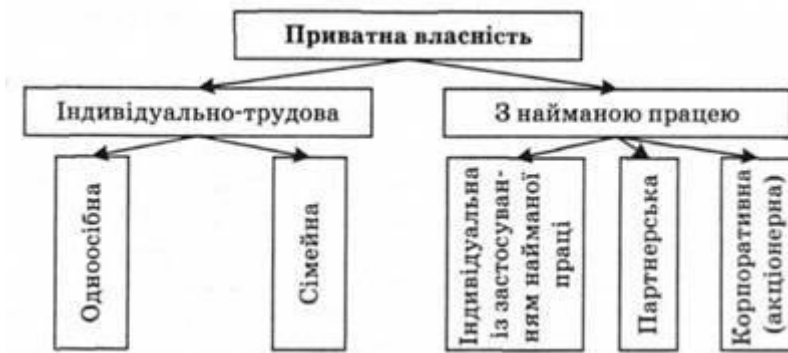 Приватна власність
Індивідуально-трудова
З найманою працею
Одноосібна
Сімейна
Індивідуальна
із застосуван-
ням найманої
праці
Партнерська
Корпоративна
(акціонерна)